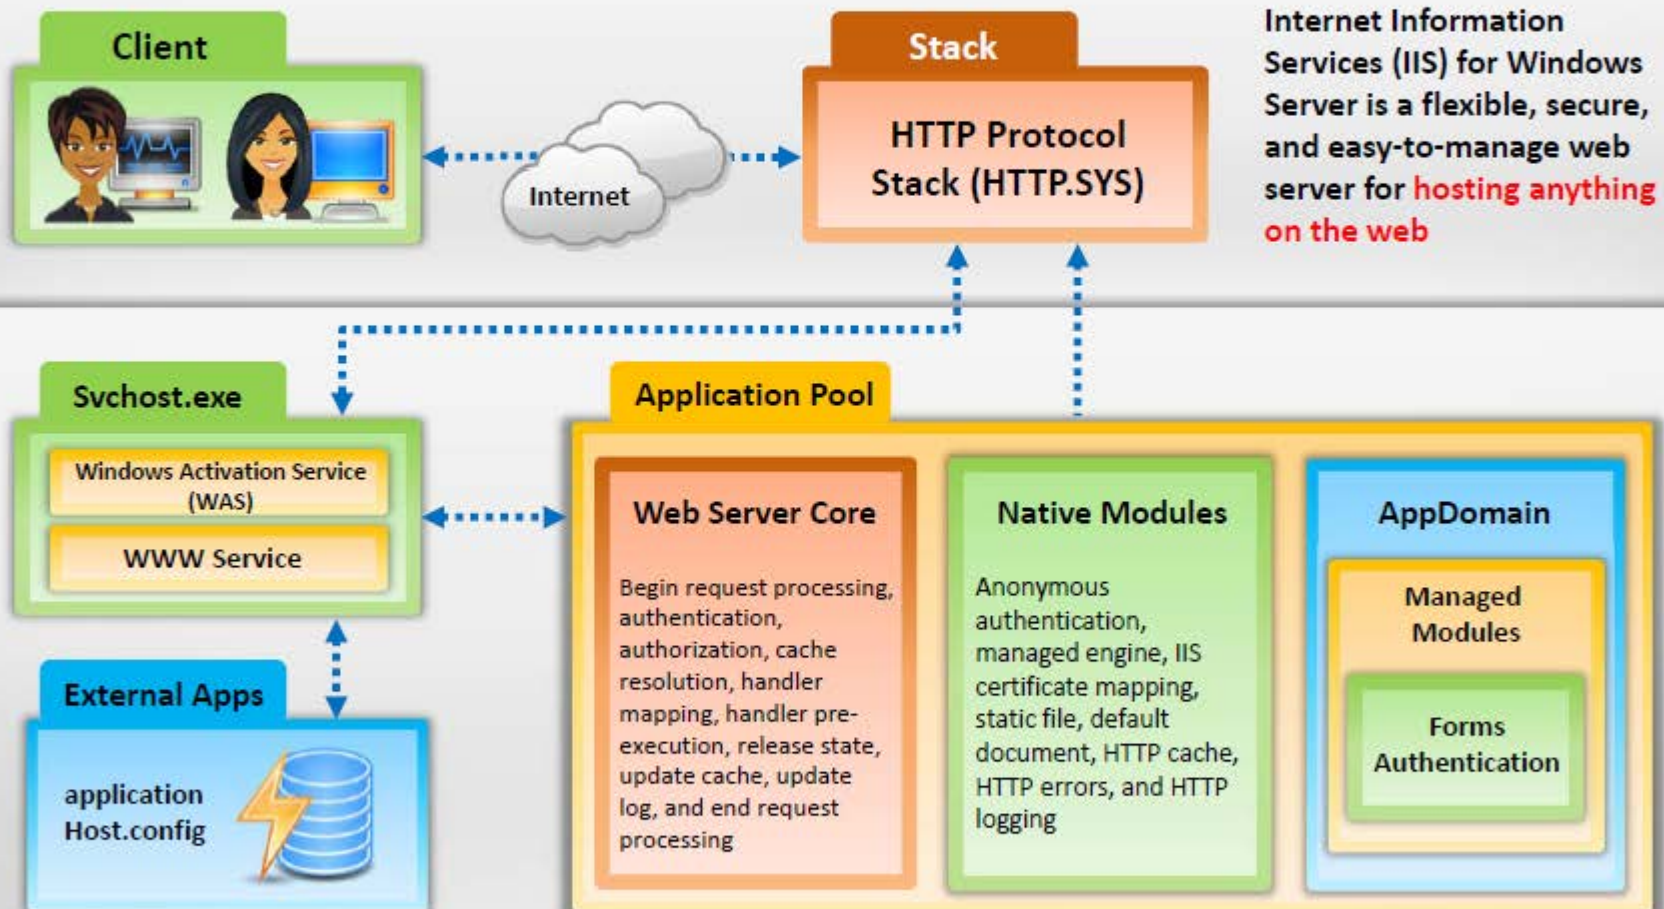 Client
Internet
Stack
HTTP Protocol
Stack (HTTP.SYS)
Internet Information
Services (IIS) for Windows
Server is a flexible, secure,
and easy-to-manage web
server for hosting anything
on the web
Svchost.exe
Windows Activation Service
(WAS)
WWW Service
External Apps
application
Host.config
Application Pool
Web Server Core
Begin request processing,
authentication,
authorization, cache
resolution, handler
mapping, handler pre-
execution, release state,
update cache, update
log, and end request
processing
Native Modules
Anonymous
authentication,
managed engine, IIS
certificate mapping,
static file, default
document, HTTP cache,
HTTP errors, and HTTP
logging
AppDomain
Managed
Modules
Forms
Authentication